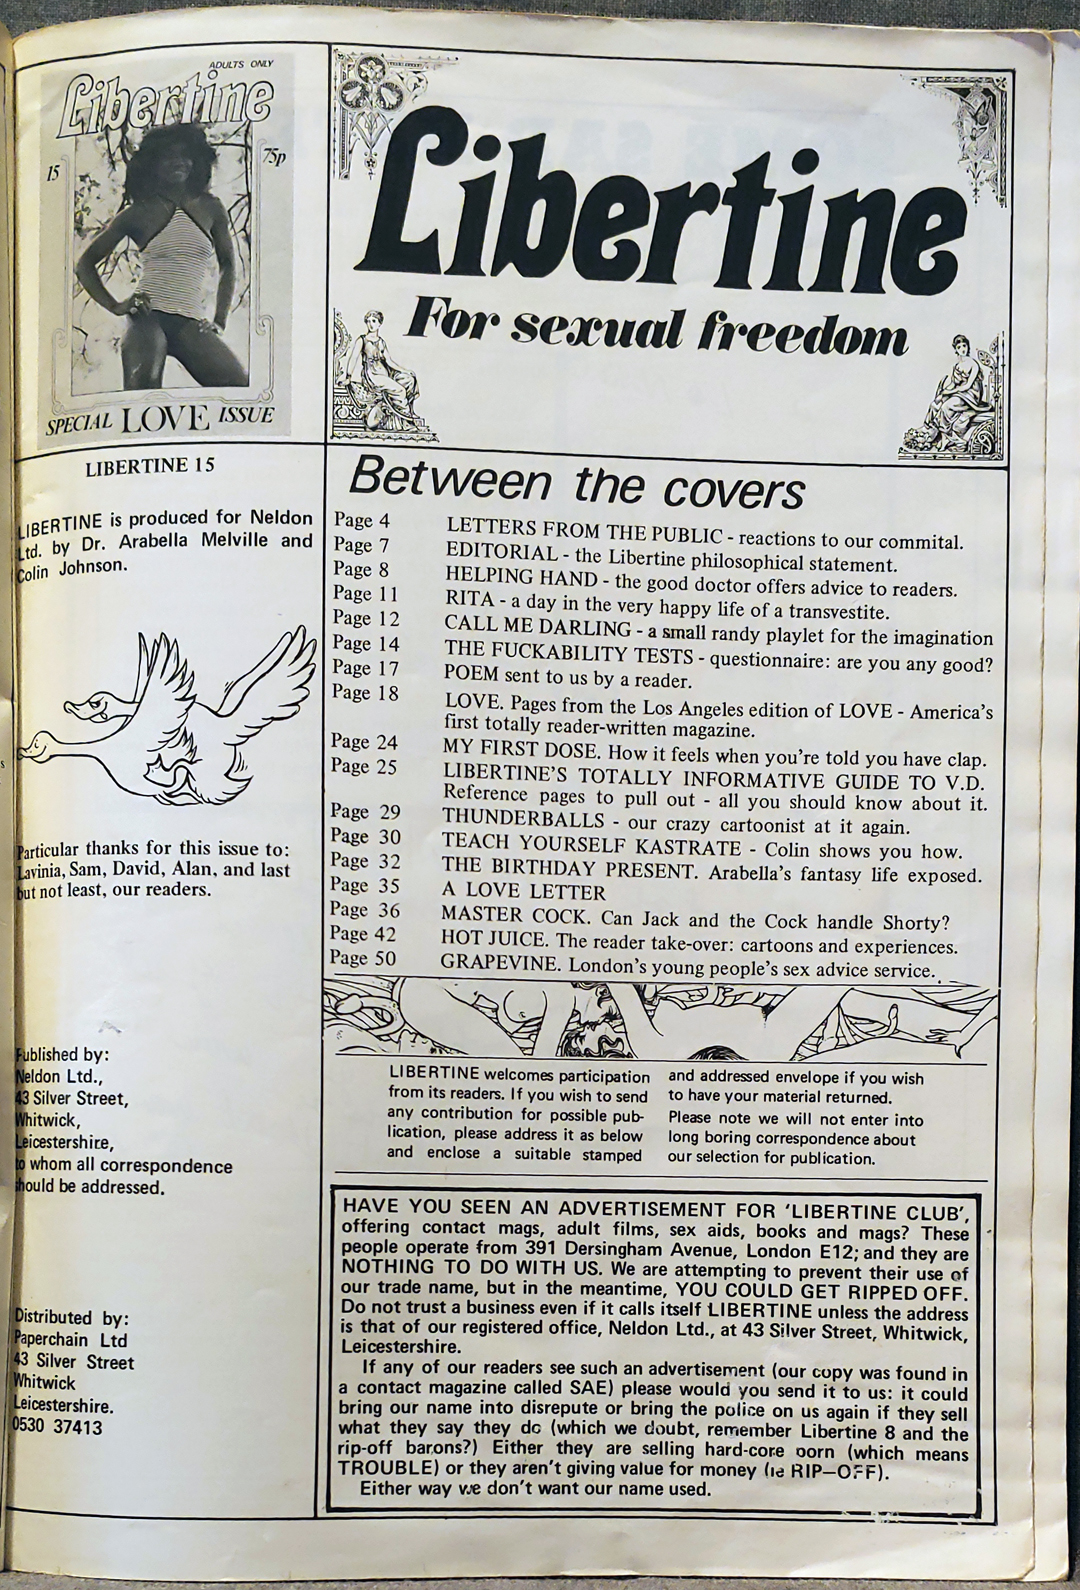 ADULTS ONLY
Libertine
15
75p
SPECIAL LOVE ISSUE
Libertine
For sexual freedom
LIBERTINE 15
LIBERTINE is produced for Neldon
Ltd. by Dr. Arabella Melville and
Colin Johnson.
Particular thanks for this issue to:
Lavinia, Sam, David, Alan, and last
but not least, our readers.
Published by:
Neldon Ltd.,
43 Silver Street,
Whitwick,
Leicestershire,
to whom all correspondence
should be addressed.
Distributed by:
Paperchain Ltd
43 Silver Street
Whitwick
Leicestershire.
0530 37413
Between the covers
Page 4 LETTERS FROM THE PUBLIC - reactions to our commital.
Page 7 EDITORIAL - the Libertine philosophical statement.
Page 8 HELPING HAND - the good doctor offers advice to readers.
Page 11 RITA - a day in the very happy life of a transvestite.
Page 12 CALL ME DARLING - a small randy playlet for the imagination
Page 14 THE FUCKABILITY TESTS - questionnaire: are you any good?
Page 17 POEM sent to us by a reader.
Page 18 LOVE. Pages from the Los Angeles edition of LOVE - America's
first totally reader-written magazine.
Page 24 MY FIRST DOSE. How it feels when you're told you have clap.
Page 25 LIBERTINE'S TOTALLY INFORMATIVE GUIDE TO V.D.
Reference pages to pull out - all you should know about it.
Page 29 THUNDERBALLS - our crazy cartoonist at it again.
Page 30 TEACH YOURSELF KASTRATE - Colin shows you how.
Page 32 THE BIRTHDAY PRESENT. Arabella's fantasy life exposed.
Page 35 A LOVE LETTER
Page 36 MASTER COCK. Can Jack and the Cock handle Shorty?
Page 42 HOT JUICE. The reader take-over: cartoons and experiences.
Page 50 GRAPEVINE. London's young people's sex advice service.
LIBERTINE welcomes participation
from its readers. If you wish to send
any contribution for possible pub-
lication, please address it as below
and enclose a suitable stamped
and addressed envelope if you wish
to have your material returned.
Please note we will not enter into
long boring correspondence about
our selection for publication.
HAVE YOU SEEN AN ADVERTISEMENT FOR 'LIBERTINE CLUB',
offering contact mags, adult films, sex aids, books and mags? These
people operate from 391 Dersingham Avenue, London E12; and they are
NOTHING TO DO WITH US. We are attempting to prevent their use of
our trade name, but in the meantime, YOU COULD GET RIPPED OFF.
Do not trust a business even if it calls itself LIBERTINE unless the address
is that of our registered office, Neldon Ltd., at 43 Silver Street, Whitwick,
Leicestershire.
If any of our readers see such an advertisement (our copy was found in
a contact magazine called SAE) please would you send it to us: it could
bring our name into disrepute or bring the police on us again if they sell
what they say they do (which we doubt, remember Libertine 8 and the
rip-off barons?) Either they are selling hard-core porn (which means
TROUBLE) or they aren't giving value for money (ie RIP—OFF).
Either way we don't want our name used.